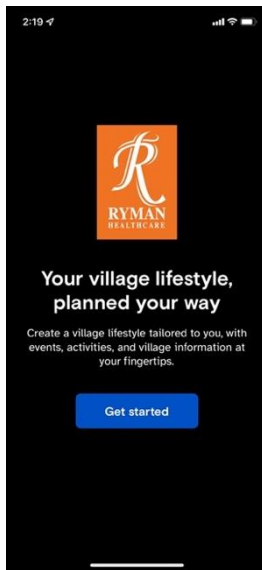 2:19
R
RYMAN
HEALTHCARE
Your village lifestyle,
planned your way
Create a village lifestyle tailored to you, with
events, activities, and village information at
your fingertips.
Get started